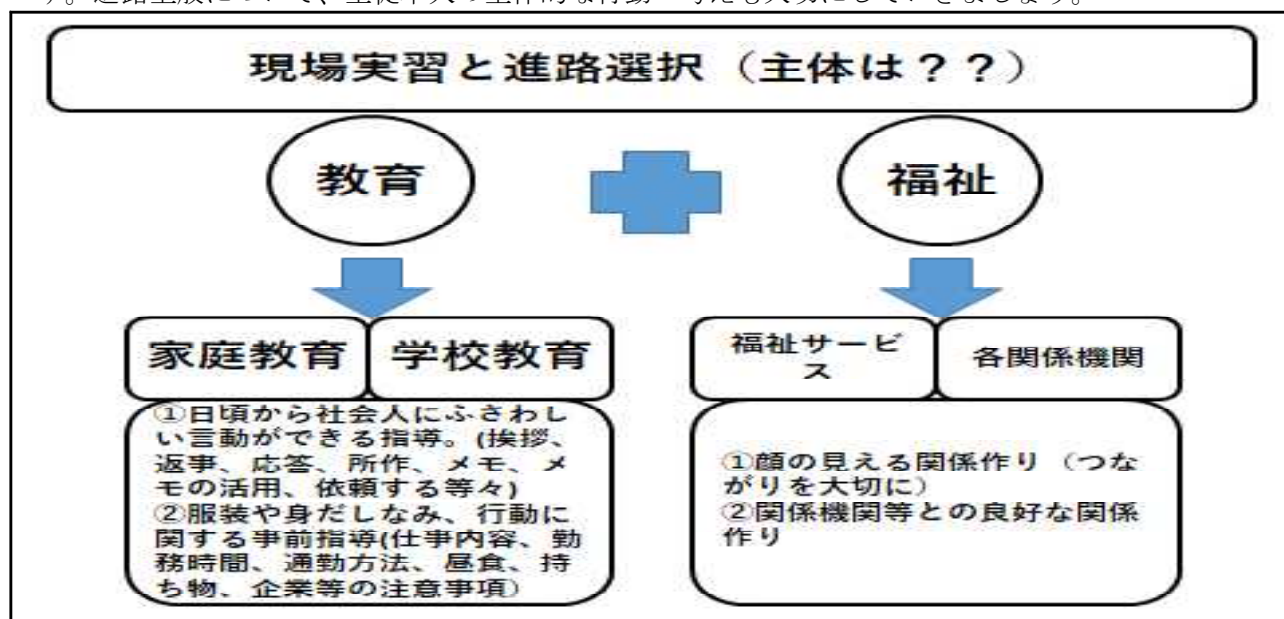 現場実習と進路選択（主体は？？）
教育
福祉
家庭教育
学校教育
福祉サービ
ス
各関係機関
①日頃から社会人にふさわし
い言動ができる指導。(挨拶、
返事、応答、所作、メモ、メ
モの活用、依頼する等々)
②服装や身だしなみ、行動に
関する事前指導(仕事内容、勤
務時間、通勤方法、昼食、持
ち物、企業等の注意事項)
①顔の見える関係作り（つな
がりを大切に）
②関係機関等との良好な関係
作り